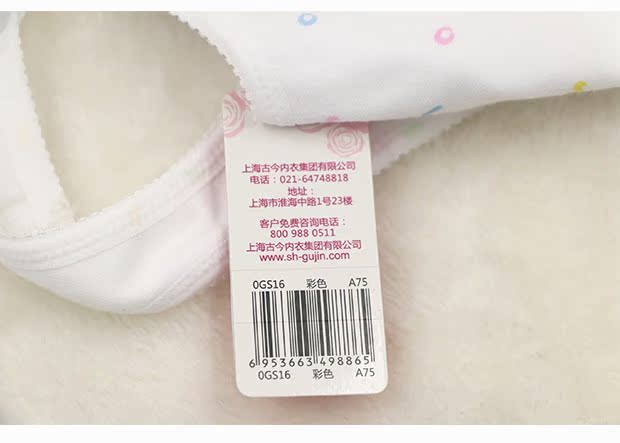 上海古今内衣集团有限公司
电话：021-64748818
地址：
上海市淮海中路1号23楼
客户免费咨询电话：
800 988 0511
上海古今内衣集团有限公司
www.sh-gujin.com
0GS16 彩色 A75
6 953663 498865
0GS16 彩色 A75